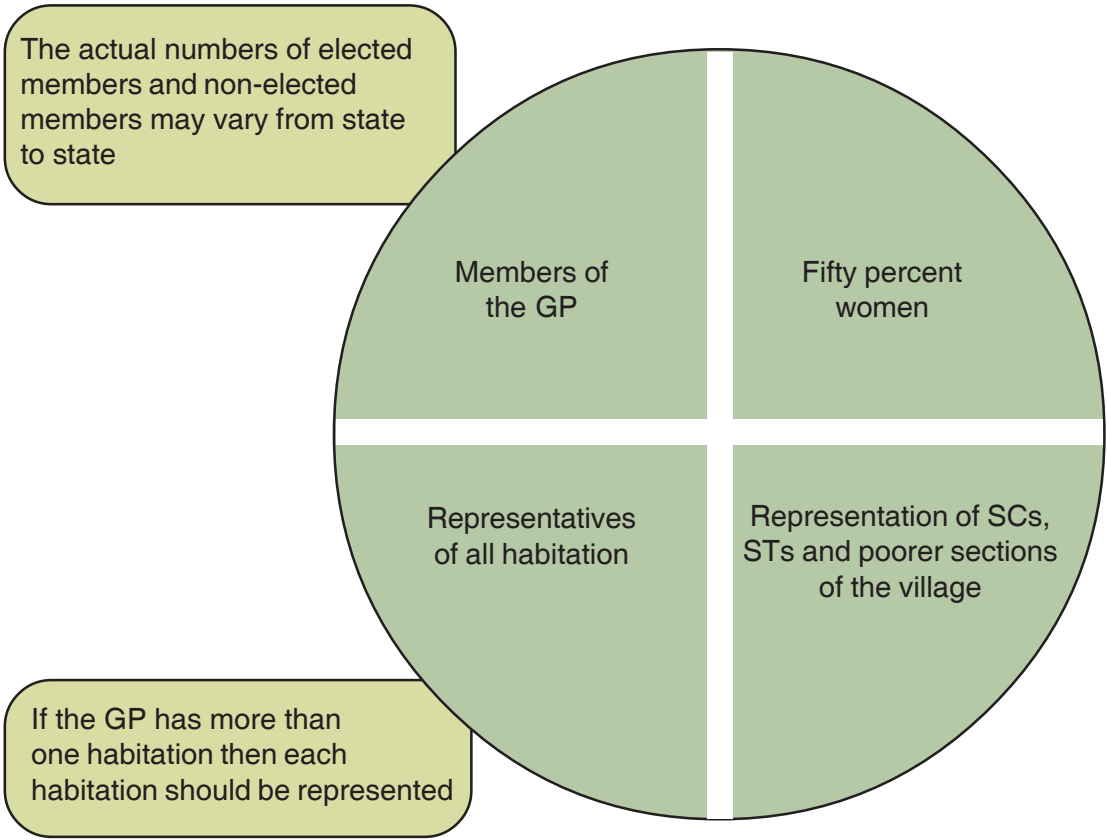 The actual numbers of elected
members and non-elected
members may vary from state
to state
Members of
the GP
Fifty percent
women
Representatives
of all habitation
Representation of SCs,
STs and poorer sections
of the village
If the GP has more than
one habitation then each
habitation should be represented